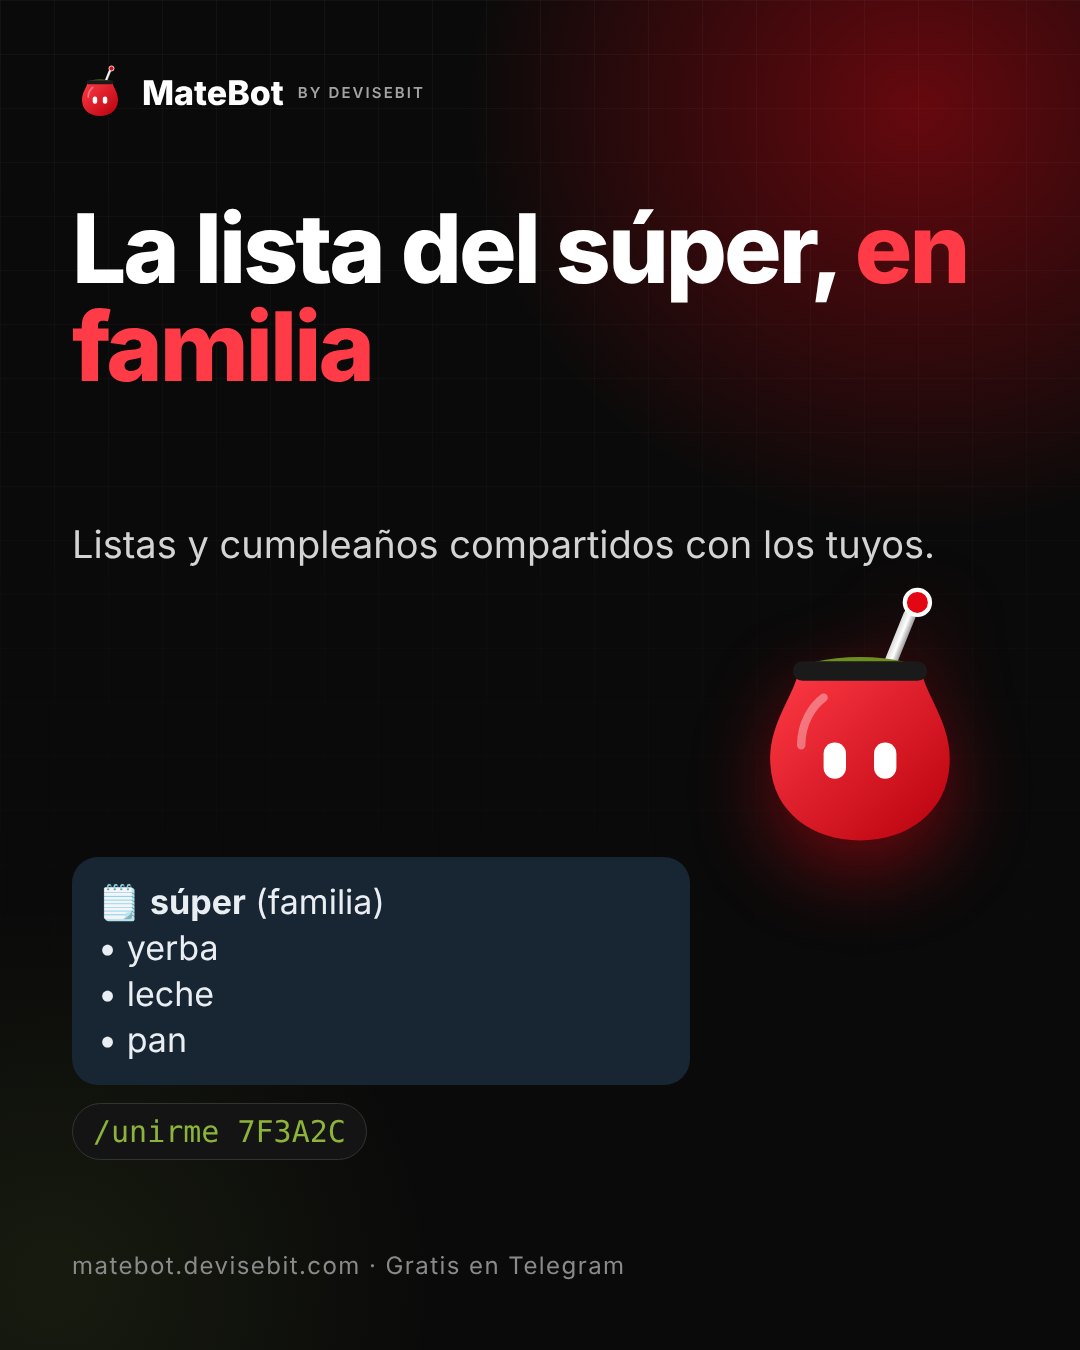 MateBot BY DEVISEBIT
La lista del súper, en
familia
Listas y cumpleaños compartidos con los tuyos.
🗒️ súper (familia)
• yerba
• leche
• pan
/unirme 7F3A2C
matebot.devisebit.com · Gratis en Telegram